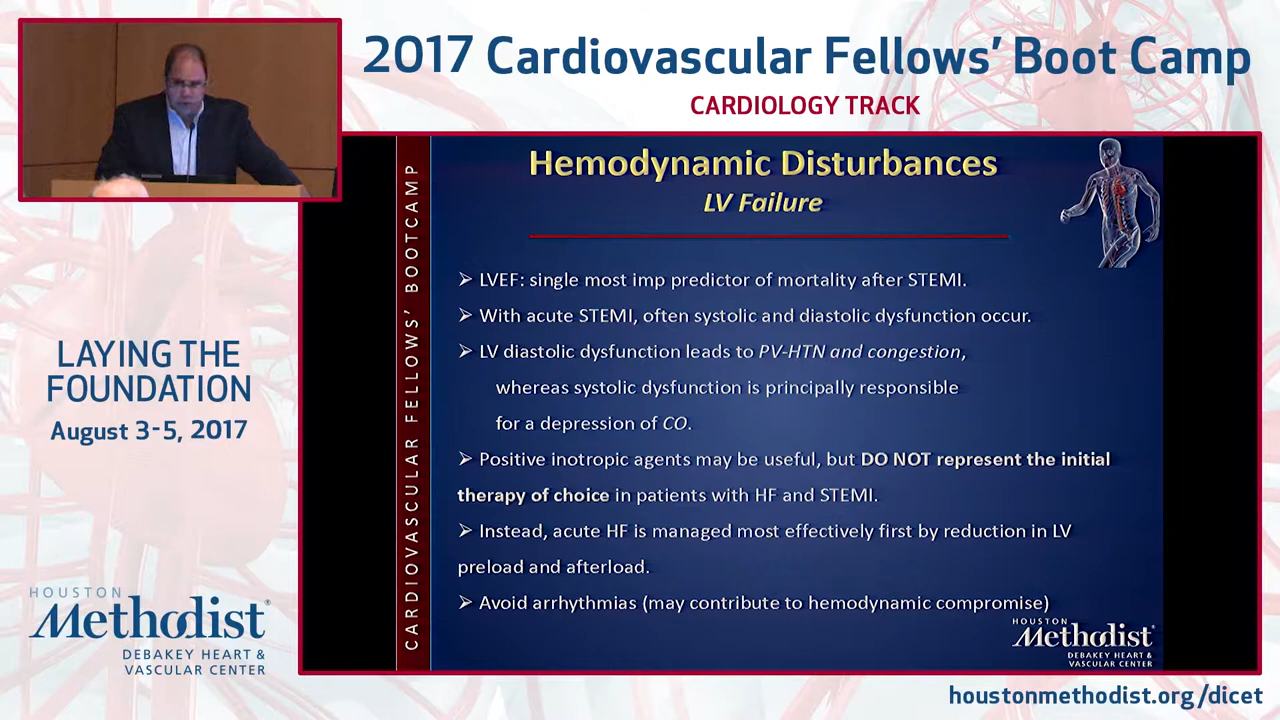 2017 Cardiovascular Fellows’ Boot Camp
CARDIOLOGY TRACK
LAYING THE
FOUNDATION
August 3-5, 2017
HOUSTON
Methodist®
DEBAKEY HEART &
VASCULAR CENTER
CARDIOVASCULAR FELLOWS’ BOOTCAMP
Hemodynamic Disturbances
LV Failure
➢ LVEF: single most imp predictor of mortality after STEMI.
➢ With acute STEMI, often systolic and diastolic dysfunction occur.
➢ LV diastolic dysfunction leads to PV-HTN and congestion,
whereas systolic dysfunction is principally responsible
for a depression of CO.
➢ Positive inotropic agents may be useful, but DO NOT represent the initial
therapy of choice in patients with HF and STEMI.
➢ Instead, acute HF is managed most effectively first by reduction in LV
preload and afterload.
➢ Avoid arrhythmias (may contribute to hemodynamic compromise)
HOUSTON
Methodist®
DEBAKEY HEART &
VASCULAR CENTER
houstonmethodist.org/dicet